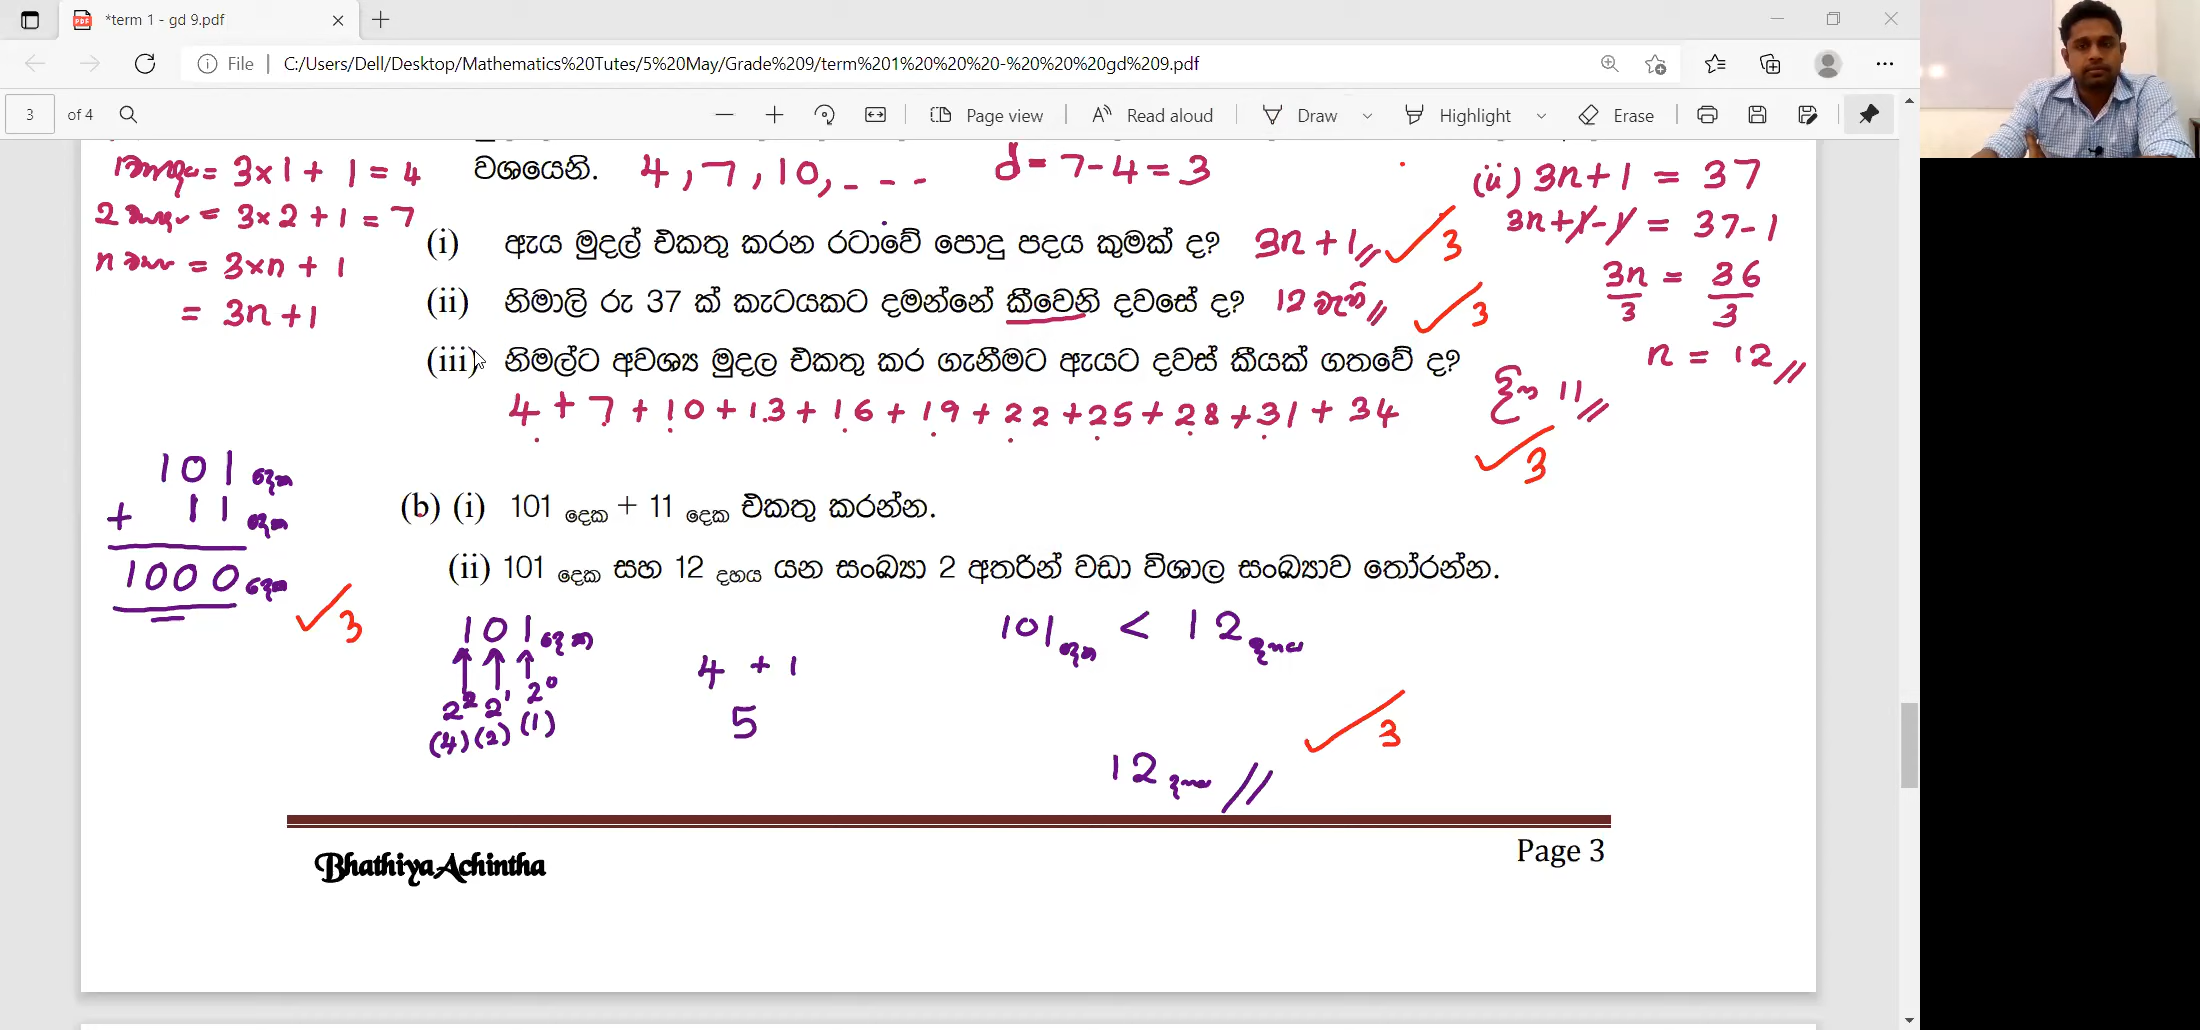 *term 1 - gd 9.pdf
File | C:/Users/Dell/Desktop/Mathematics%20Tutes/5%20May/Grade%209/term%201%20%20%20-%20%20%20gd%209.pdf
3 of 4 Page view Read aloud Draw Highlight Erase
වශයෙනි. 4, 7, 10, - - - d = 7 - 4 = 3
= 3 x 1 + 1 = 4
2 = 3 x 2 + 1 = 7
n = 3 x n + 1
= 3n + 1
(i) ඇය මුදල් එකතු කරන රටාවේ පොදු පදය කුමක් ද? 3n + 1 // ✓ 3
(ii) නිමාලි රු 37 ක් කැටයකට දමන්නේ කීවෙනි දවසේ ද? 12 වැනි // ✓ 3
(iii) නිමල්ට අවශ්‍ය මුදල එකතු කර ගැනීමට ඇයට දවස් කීයක් ගතවේ ද?
4 + 7 + 10 + 13 + 16 + 19 + 22 + 25 + 28 + 31 + 34
දින 11 // ✓ 3
(ii) 3n + 1 = 37
3n + 1 - 1 = 37 - 1
3n/3 = 36/3
n = 12 //
101 දෙක
+ 11 දෙක
1000 දෙක
✓ 3
(b) (i) 101 දෙක + 11 දෙක එකතු කරන්න.
(ii) 101 දෙක සහ 12 දහය යන සංඛ්‍යා 2 අතරින් වඩා විශාල සංඛ්‍යාව තෝරන්න.
101 දෙක
2² 2¹ 2⁰
(4) (2) (1)
4 + 1
5
101 දෙක < 12 දහය
12 දහය // ✓ 3
Bhathiya Achintha
Page 3